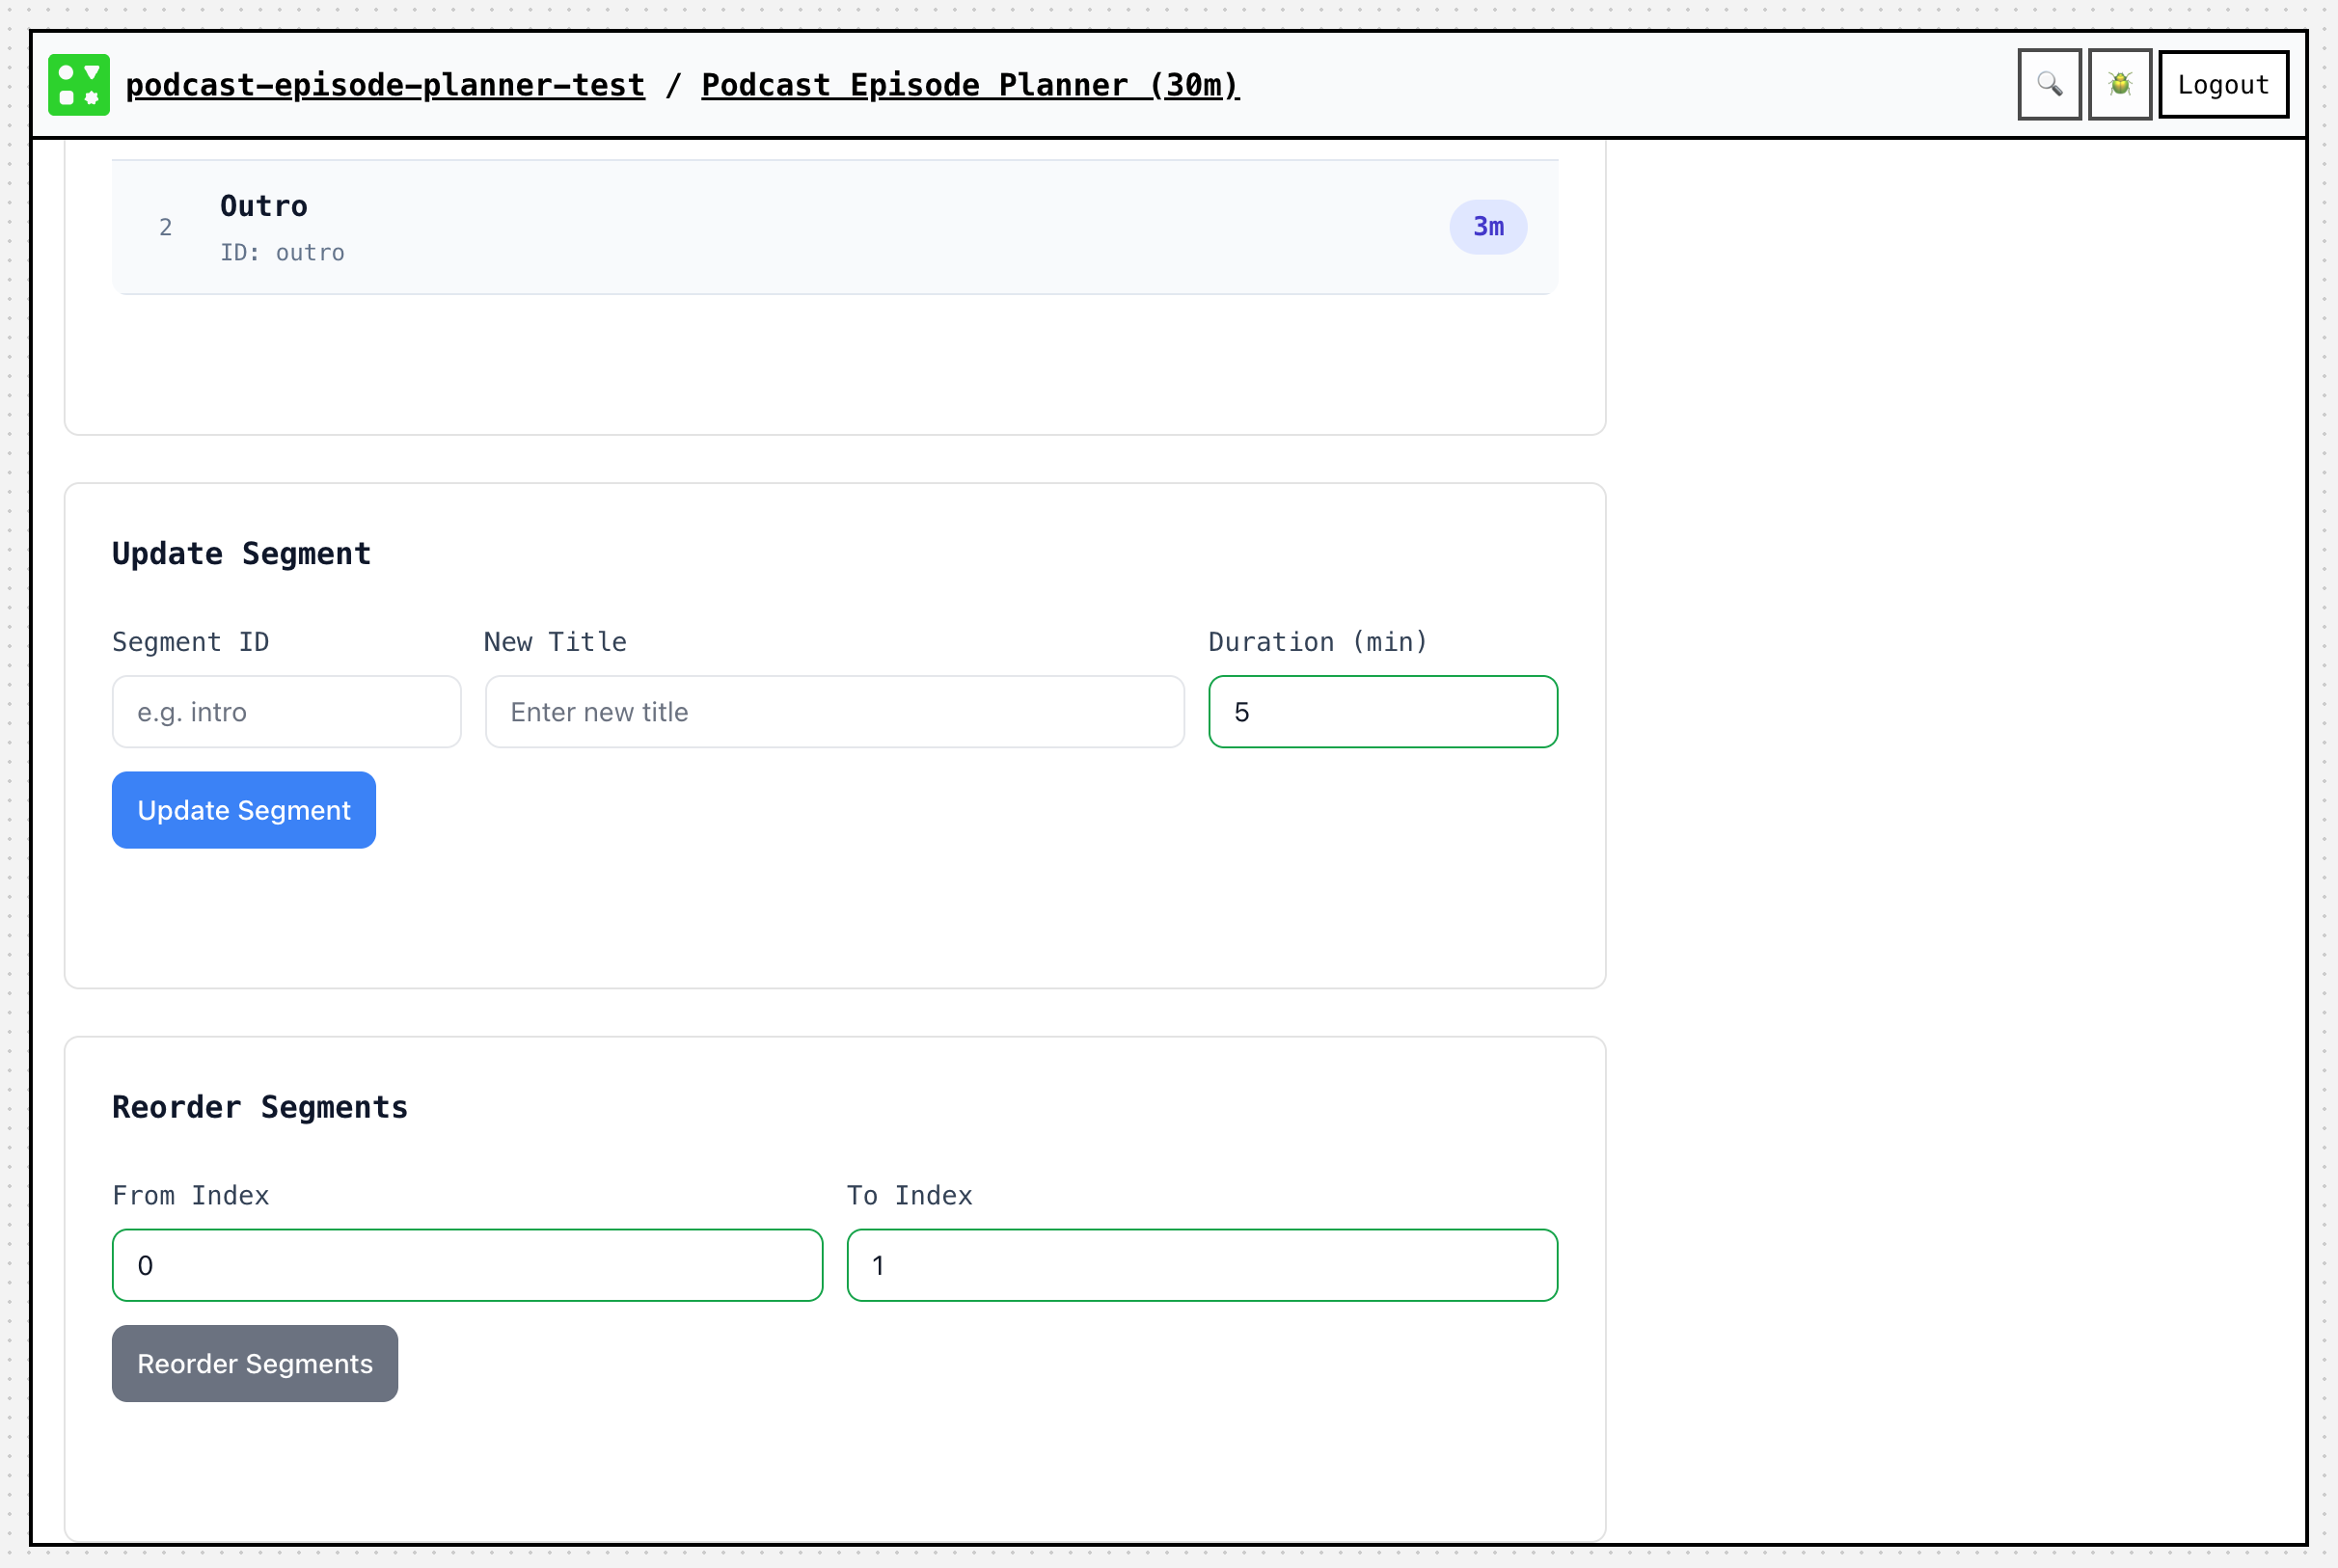 podcast-episode-planner-test / Podcast Episode Planner (30m)
Logout
2
Outro
ID: outro
3m
Update Segment
Segment ID
New Title
Duration (min)
e.g. intro
Enter new title
5
Update Segment
Reorder Segments
From Index
To Index
0
1
Reorder Segments